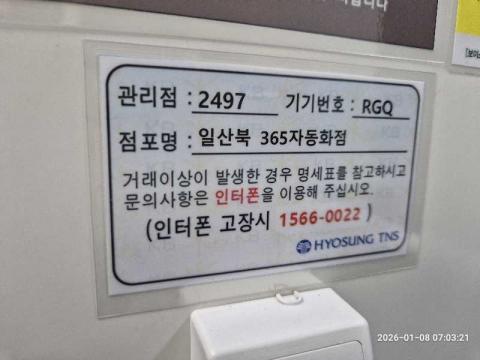 관리점 : 2497 기기번호 : RGQ
점포명 : 일산북 365자동화점
거래이상이 발생한 경우 명세표를 참고하시고
문의사항은 인터폰을 이용해 주십시오.
(인터폰 고장시 1566-0022 )
HYOSUNG TNS
2026-01-08 07:03:21